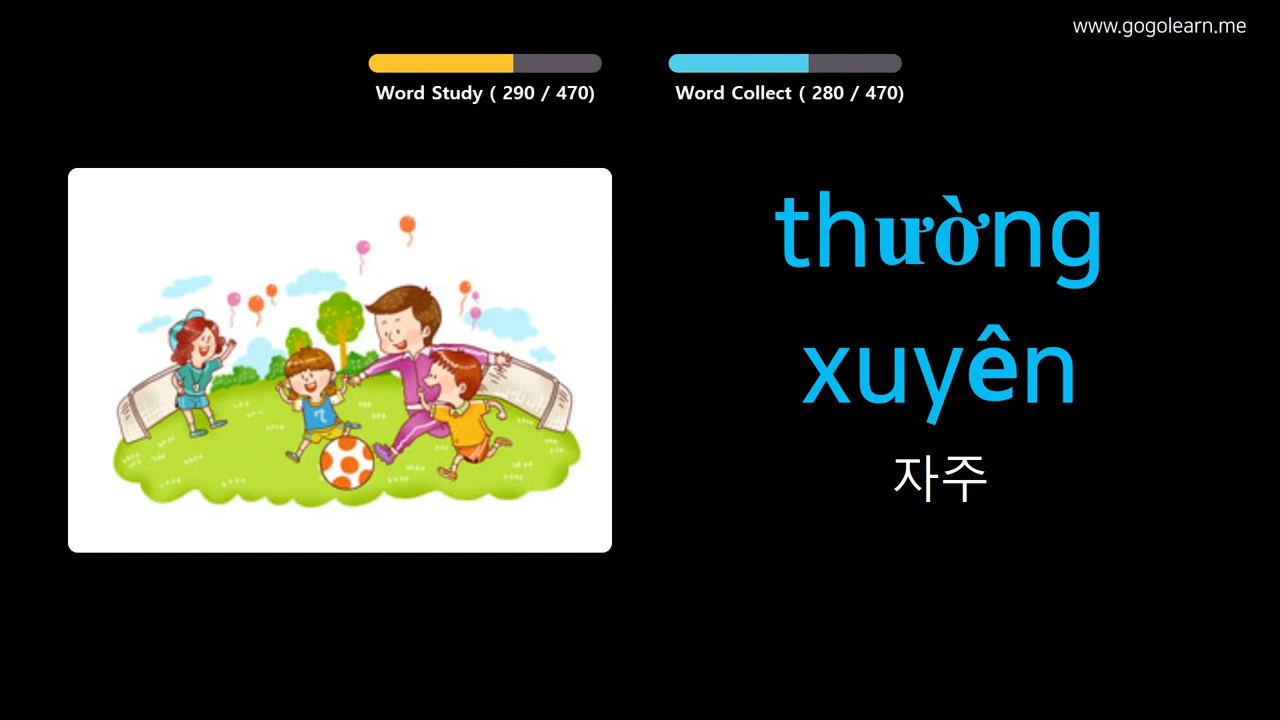 www.gogolearn.me
Word Study ( 290 / 470)
Word Collect ( 280 / 470)
thường
xuyên
자주